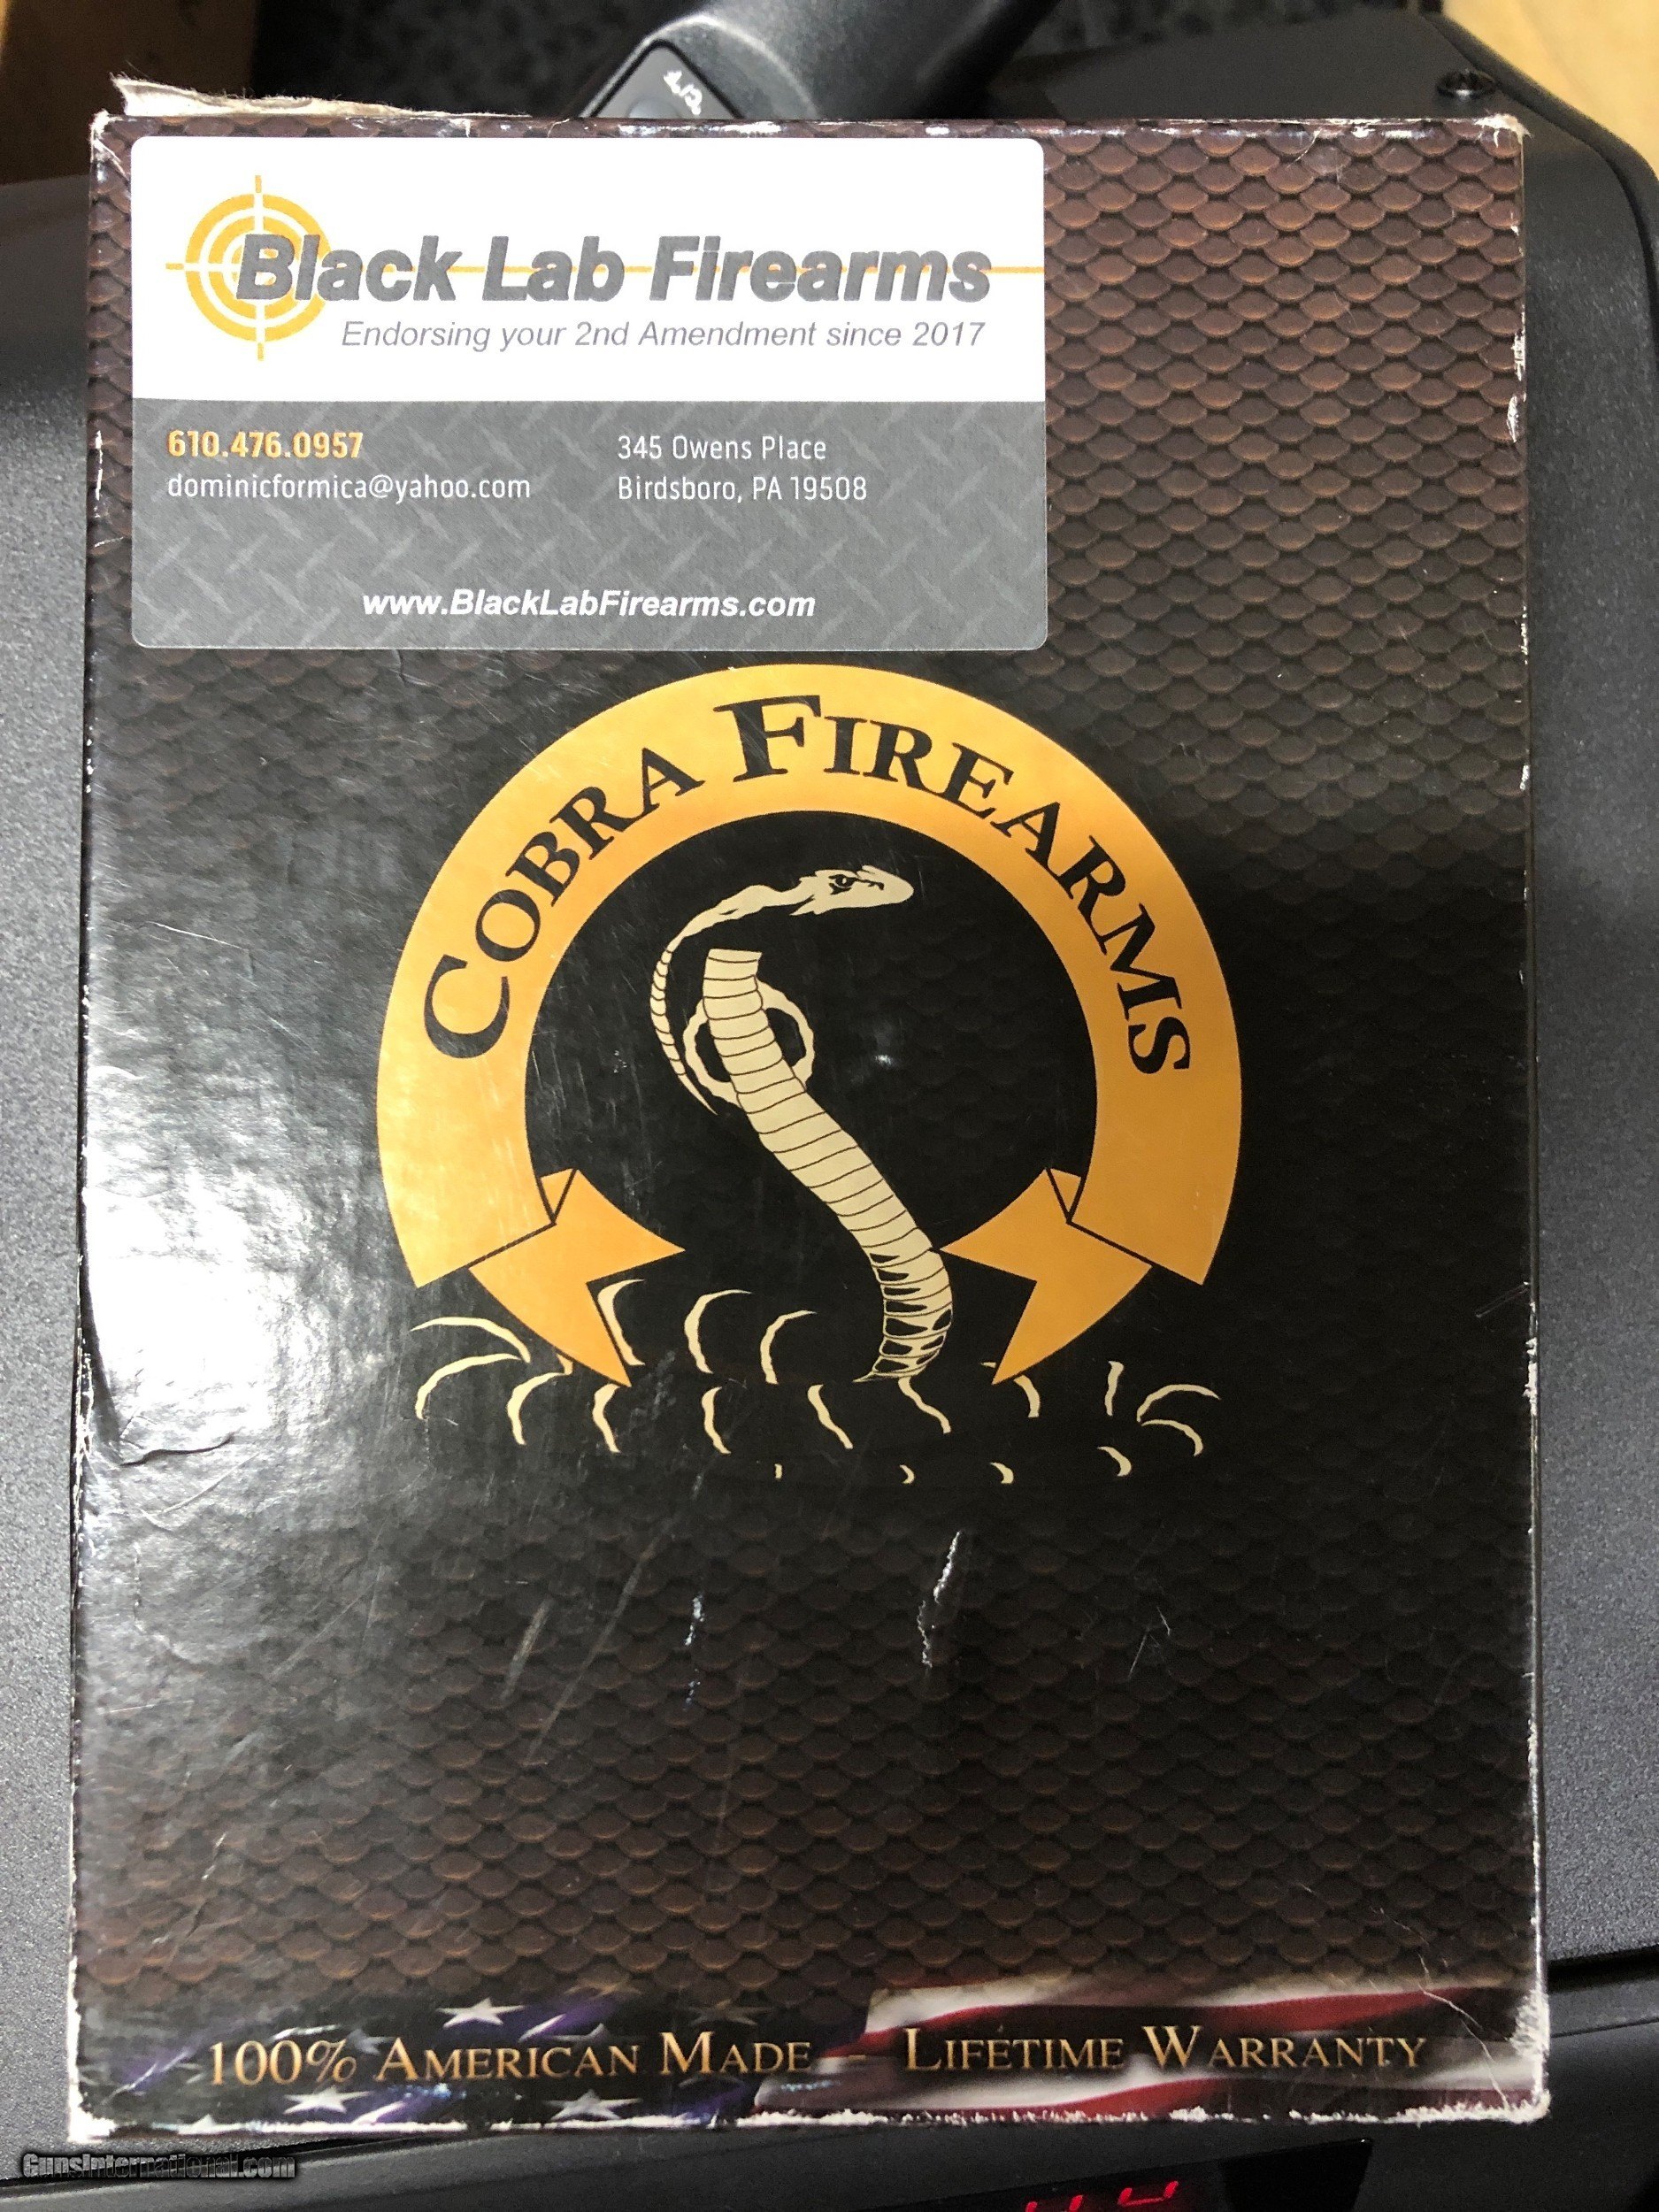 Black Lab Firearms
Endorsing your 2nd Amendment since 2017
610.476.0957
dominicformica@yahoo.com
345 Owens Place
Birdsboro, PA 19508
www.BlackLabFirearms.com
COBRA FIREARMS
100% AMERICAN MADE - LIFETIME WARRANTY
GunsInternational.com